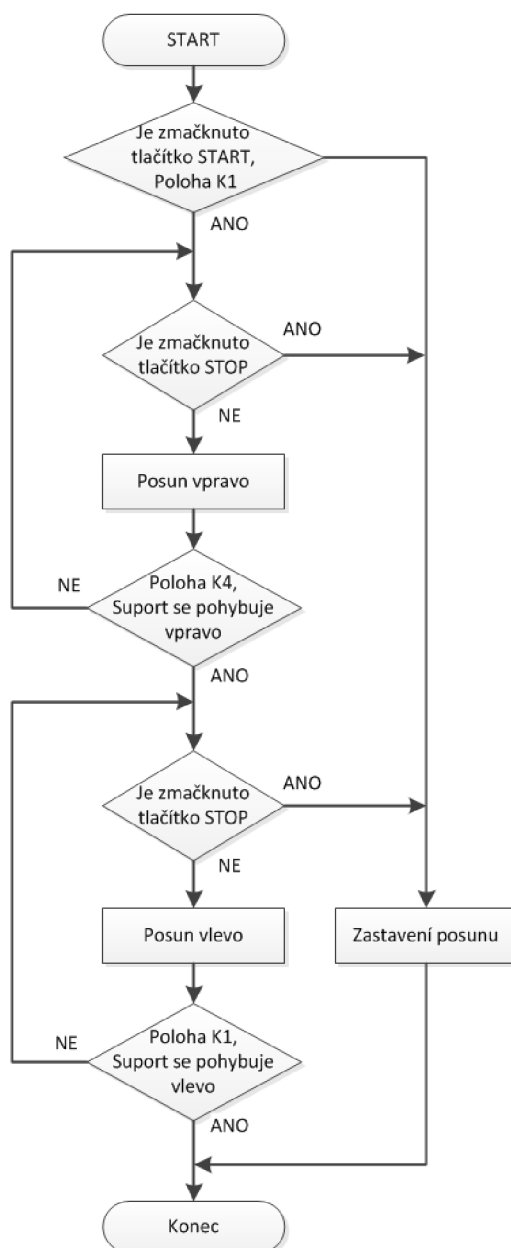 START
Je zmačknuto
tlačítko START,
Poloha K1
ANO
Je zmačknuto
tlačítko STOP
ANO
NE
Posun vpravo
NE
Poloha K4,
Suport se pohybuje
vpravo
ANO
Je zmačknuto
tlačítko STOP
ANO
NE
Posun vlevo
Zastavení posunu
NE
Poloha K1,
Suport se pohybuje
vlevo
ANO
Konec